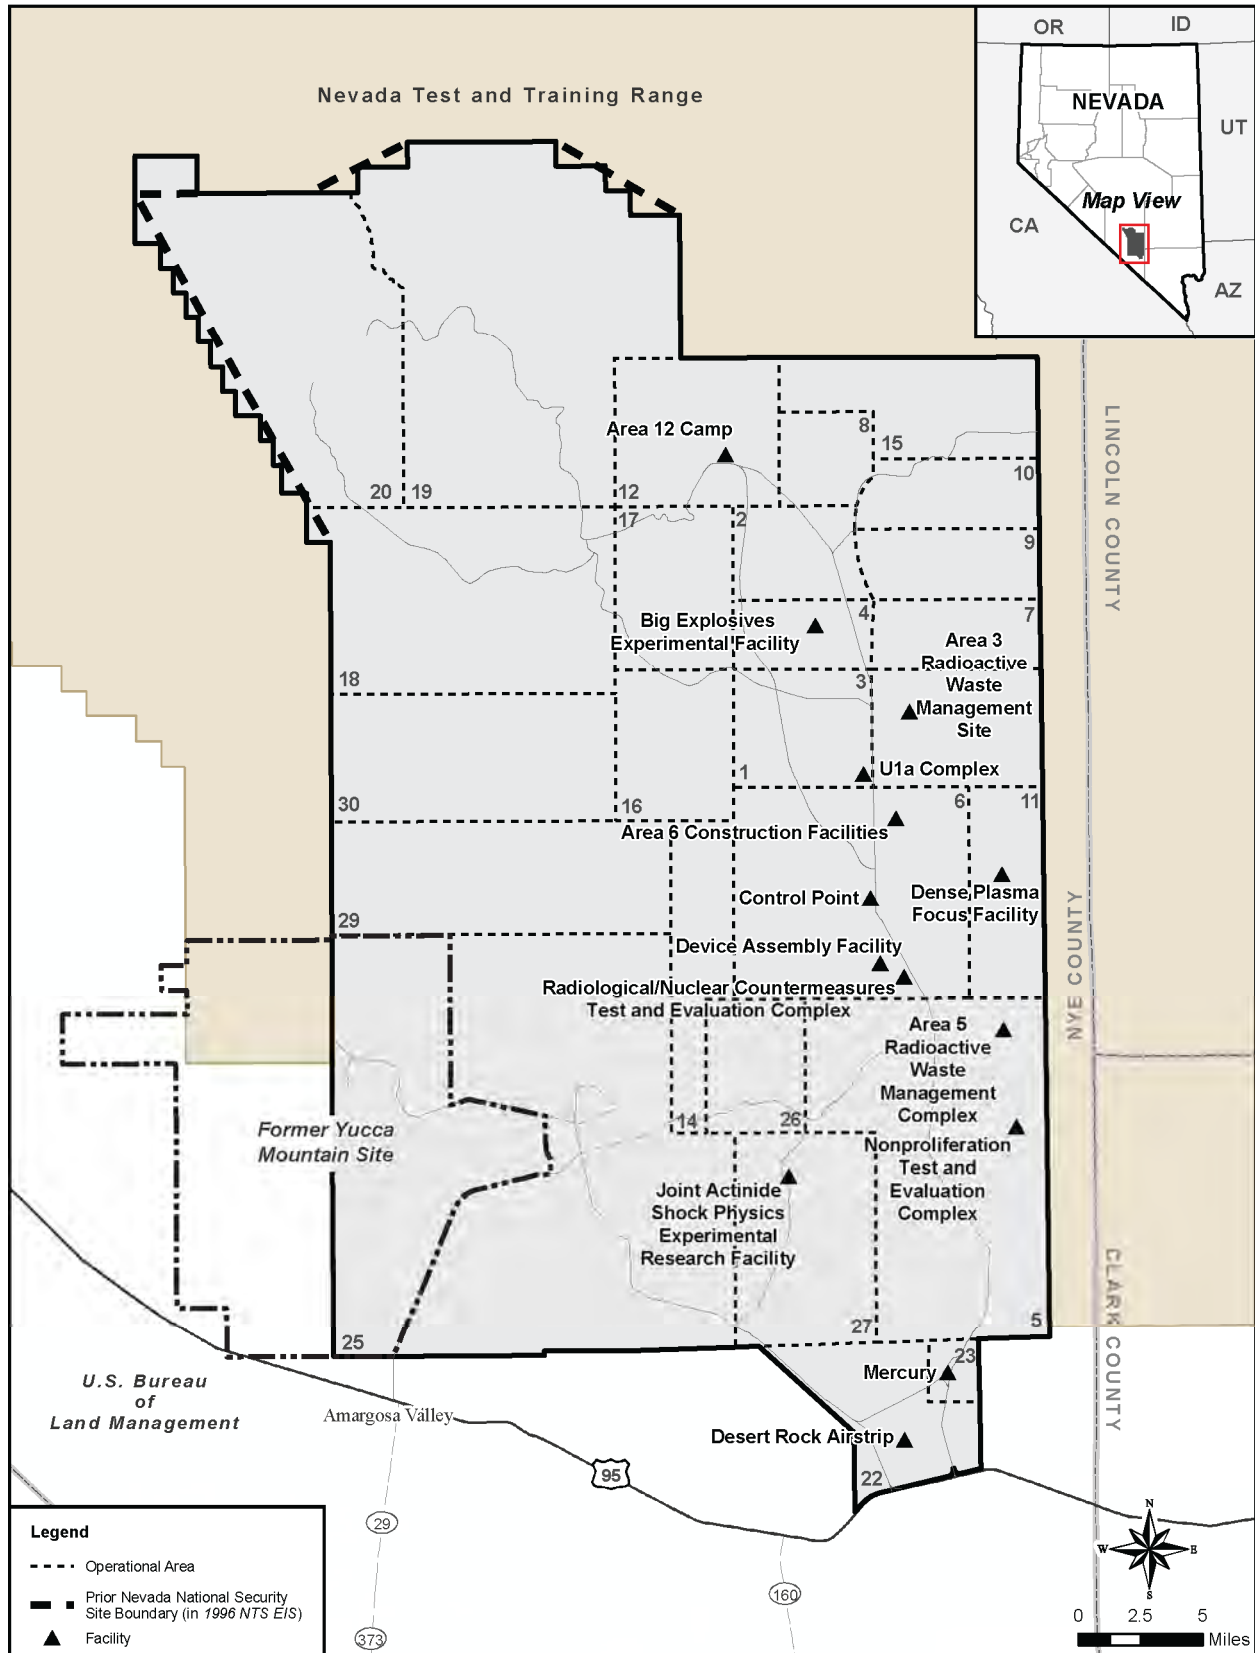 OR
ID
NEVADA
UT
Map View
CA
AZ
Nevada Test and Training Range
LINCOLN COUNTY
Area 12 Camp
8
15
10
20
19
12
17
2
9
Big Explosives
Experimental Facility
4
7
Area 3
Radioactive
Waste
Management
Site
18
3
U1a Complex
1
30
16
6
11
Area 6 Construction Facilities
Control Point
Dense Plasma
Focus Facility
29
Device Assembly Facility
Radiological/Nuclear Countermeasures
Test and Evaluation Complex
NYE COUNTY
Area 5
Radioactive
Waste
Management
Complex
14
26
Former Yucca
Mountain Site
Nonproliferation
Test and
Evaluation
Complex
Joint Actinide
Shock Physics
Experimental
Research Facility
CLARK COUNTY
25
27
5
23
Mercury
U.S. Bureau
of
Land Management
Amargosa Valley
Desert Rock Airstrip
22
95
29
160
373
N
W
E
S
0 2.5 5
Miles
Legend
Operational Area
Prior Nevada National Security
Site Boundary (in 1996 NTS EIS)
Facility